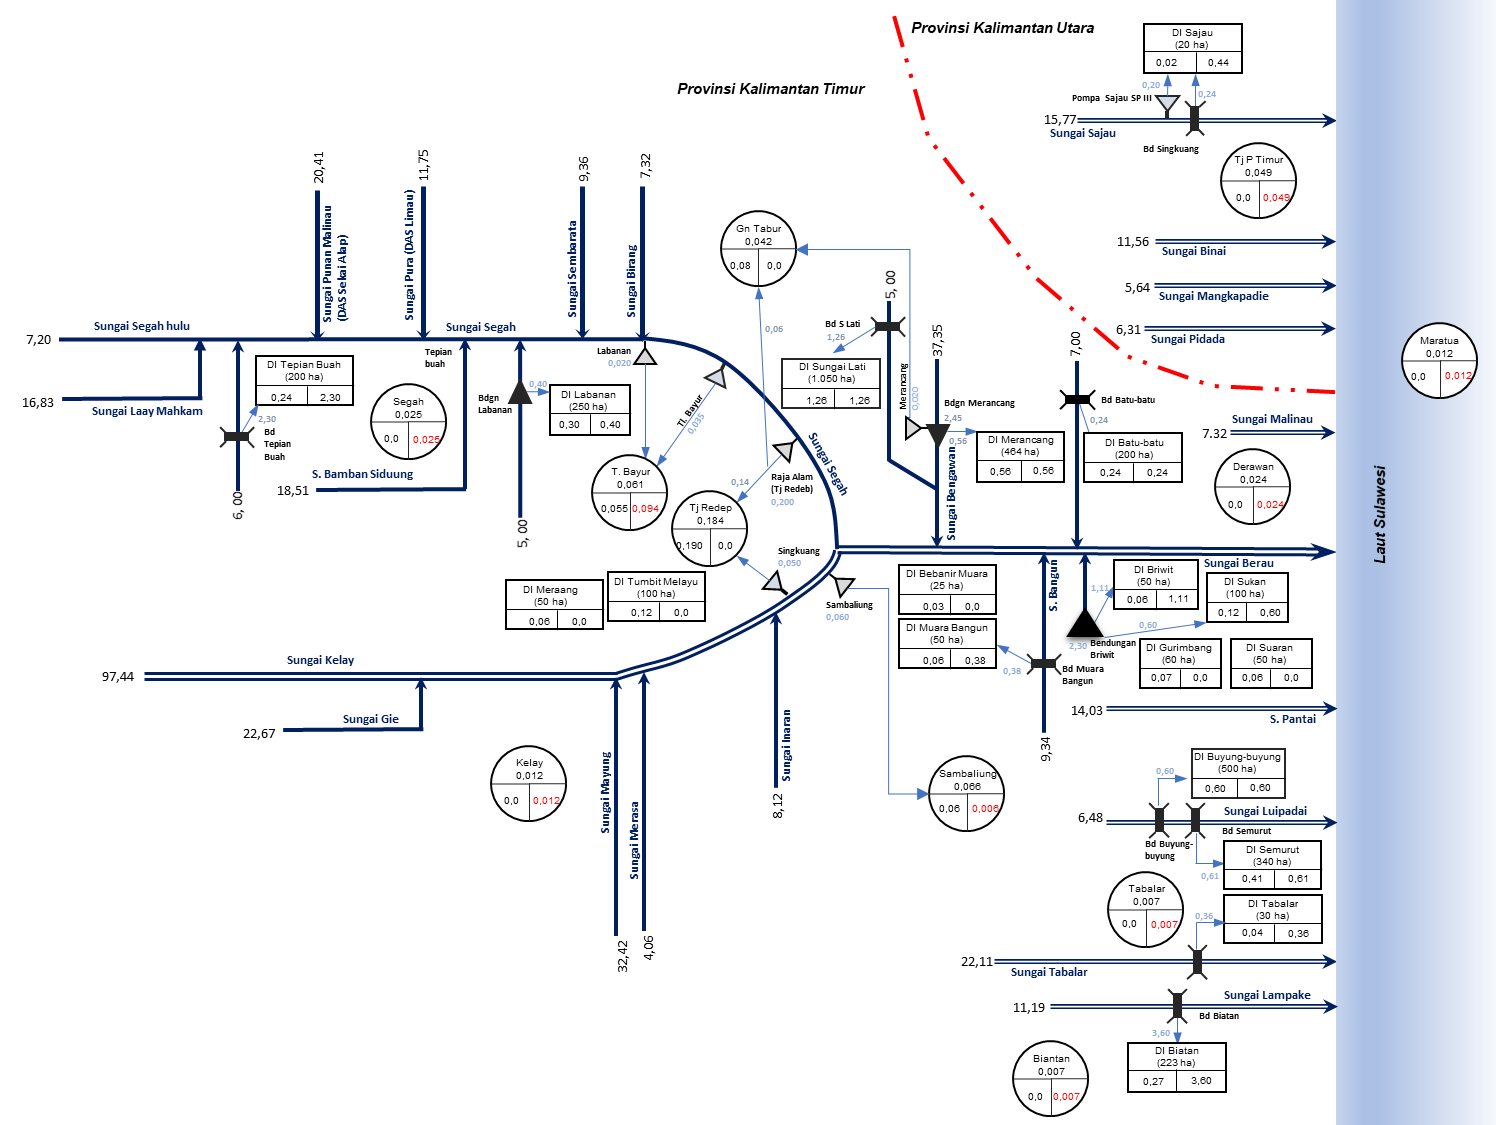 Provinsi Kalimantan Utara
Provinsi Kalimantan Timur
DI Sajau
(20 ha)
0,02
0,44
0,20
0,24
Pompa Sajau SP III
15,77
Sungai Sajau
Bd Singkuang
Tj P Timur
0,049
0,0
0,049
11,56
Sungai Binai
5,64
Sungai Mangkapadie
6,31
Sungai Pidada
Maratua
0,012
0,0
0,012
Sungai Malinau
7.32
Derawan
0,024
0,0
0,024
Laut Sulawesi
20,41
Sungai Punan Malinau
(DAS Sekai Alap)
11,75
Sungai Pura (DAS Limau)
9,36
Sungai Sembarata
7,32
Sungai Birang
Sungai Segah hulu
7,20
Sungai Segah
16,83
Sungai Laay Mahkam
DI Tepian Buah
(200 ha)
0,24
2,30
2,30
Bd
Tepian
Buah
6, 00
Tepian
buah
Segah
0,025
0,0
0,025
S. Bamban Siduung
18,51
Bdgn
Labanan
0,40
DI Labanan
(250 ha)
0,30
0,40
5, 00
Labanan
0,020
Tl. Bayur
0,035
T. Bayur
0,061
0,055
0,094
Gn Tabur
0,042
0,08
0,0
0,06
Raja Alam
(Tj Redeb)
0,200
0,14
Tj Redep
0,184
0,190
0,0
Singkuang
0,050
Sungai Segah
5, 00
Bd S Lati
1,26
DI Sungai Lati
(1.050 ha)
1,26
1,26
Merancang
0,020
37,35
Bdgn Merancang
2,45
0,56
DI Merancang
(464 ha)
0,56
0,56
Sungai Bengawan
7,00
Bd Batu-batu
0,24
DI Batu-batu
(200 ha)
0,24
0,24
Sungai Berau
DI Meraang
(50 ha)
0,06
0,0
DI Tumbit Melayu
(100 ha)
0,12
0,0
Sambaliung
0,060
DI Bebanir Muara
(25 ha)
0,03
0,0
DI Muara Bangun
(50 ha)
0,06
0,38
0,38
S. Bangun
Bd Muara
Bangun
9,34
DI Briwit
(50 ha)
0,06
1,11
1,11
DI Sukan
(100 ha)
0,12
0,60
0,60
2,30
Bendungan
Briwit
DI Gurimbang
(60 ha)
0,07
0,0
DI Suaran
(50 ha)
0,06
0,0
97,44
Sungai Kelay
22,67
Sungai Gie
Kelay
0,012
0,0
0,012
Sungai Mayung
32,42
Sungai Merasa
4,06
Sungai Inaran
8,12
Sambaliung
0,066
0,06
0,006
14,03
S. Pantai
DI Buyung-buyung
(500 ha)
0,60
0,60
0,60
6,48
Sungai Luipadai
Bd Buyung-
buyung
Bd Semurut
0,61
DI Semurut
(340 ha)
0,41
0,61
Tabalar
0,007
0,0
0,007
DI Tabalar
(30 ha)
0,04
0,36
0,36
22,11
Sungai Tabalar
11,19
Sungai Lampake
Bd Biatan
3,60
DI Biatan
(223 ha)
0,27
3,60
Biantan
0,007
0,0
0,007